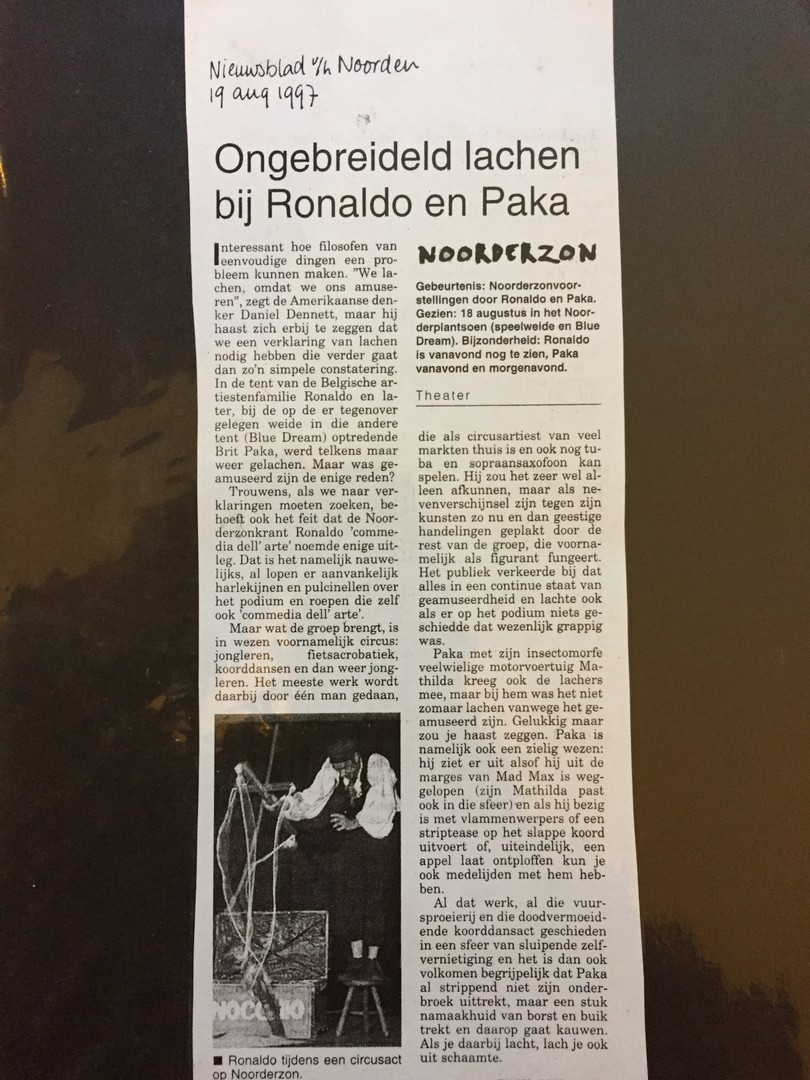 Nieuwsblad v/h Noorden
19 aug 1997
Ongebreideld lachen
bij Ronaldo en Paka
Interessant hoe filosofen van
eenvoudige dingen een pro-
bleem kunnen maken. "We la-
chen, omdat we ons amuse-
ren", zegt de Amerikaanse den-
ker Daniel Dennett, maar hij
haast zich erbij te zeggen dat
we een verklaring van lachen
nodig hebben die verder gaat
dan zo'n simpele constatering.
In de tent van de Belgische ar-
tiestenfamilie Ronaldo en la-
ter, bij de op de er tegenover
gelegen weide in die andere
tent (Blue Dream) optredende
Brit Paka, werd telkens maar
weer gelachen. Maar was ge-
amuseerd zijn de enige reden?
Trouwens, als we naar ver-
klaringen moeten zoeken, be-
hoeft ook het feit dat de Noor-
derzonkrant Ronaldo 'comme-
dia dell' arte' noemde enige uit-
leg. Dat is het namelijk nauwe-
lijks, al lopen er aanvankelijk
harlekijnen en pulcinellen over
het podium en roepen die zelf
ook 'commedia dell' arte'.
Maar wat de groep brengt, is
in wezen voornamelijk circus:
jongleren, fietsacrobatiek,
koorddansen en dan weer jong-
leren. Het meeste werk wordt
daarbij door één man gedaan,
NOCC IO
■ Ronaldo tijdens een circusact
op Noorderzon.
NOORDERZON
Gebeurtenis: Noorderzonvoor-
stellingen door Ronaldo en Paka.
Gezien: 18 augustus in het Noor-
derplantsoen (speelweide en Blue
Dream). Bijzonderheid: Ronaldo
is vanavond nog te zien, Paka
vanavond en morgenavond.
Theater
die als circusartiest van veel
markten thuis is en ook nog tu-
ba en sopraansaxofoon kan
spelen. Hij zou het zeer wel al-
leen afkunnen, maar als ne-
venverschijnsel zijn tegen zijn
kunsten zo nu en dan geestige
handelingen geplakt door de
rest van de groep, die voorna-
melijk als figurant fungeert.
Het publiek verkeerde bij dat
alles in een continue staat van
geamuseerdheid en lachte ook
als er op het podium niets ge-
schiedde dat wezenlijk grappig
was.
Paka met zijn insectomorfe
veelwielige motorvoertuig Ma-
thilda kreeg ook de lachers
mee, maar bij hem was het niet
zomaar lachen vanwege het ge-
amuseerd zijn. Gelukkig maar
zou je haast zeggen. Paka is
namelijk ook een zielig wezen:
hij ziet er uit alsof hij uit de
marges van Mad Max is weg-
gelopen (zijn Mathilda past
ook in die sfeer) en als hij bezig
is met vlammenwerpers of een
striptease op het slappe koord
uitvoert of, uiteindelijk, een
appel laat ontploffen kun je
ook medelijden met hem heb-
ben.
Al dat werk, al die vuur-
sproeierij en die doodvermoeid-
ende koorddansact geschieden
in een sfeer van sluipende zelf-
vernietiging en het is dan ook
volkomen begrijpelijk dat Paka
al strippend niet zijn onder-
broek uittrekt, maar een stuk
namaakhuid van borst en buik
trekt en daarop gaat kauwen.
Als je daarbij lacht, lach je ook
uit schaamte.